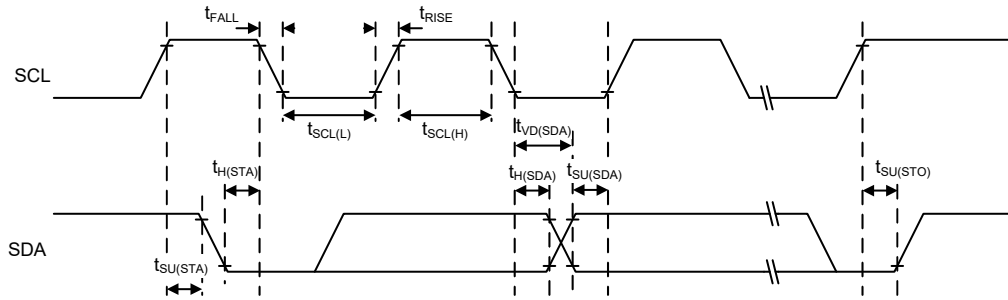 tFALL
tRISE
SCL
tSCL(L)
tSCL(H)
tVD(SDA)
tH(STA)
tH(SDA)
tSU(SDA)
tSU(STO)
SDA
tSU(STA)